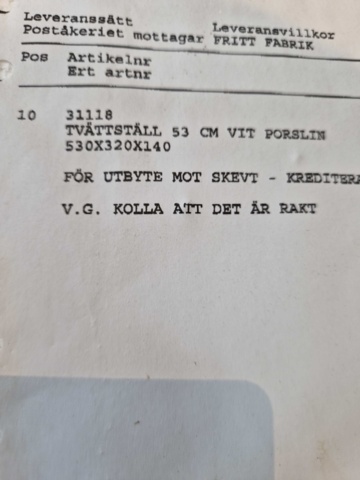 Leveranssätt Leveransvillkor
Poståkeriet mottagar FRITT FABRIK
Pos Artikelnr
Ert artnr
10 31118
TVÄTTSTÄLL 53 CM VIT PORSLIN
530X320X140
FÖR UTBYTE MOT SKEVT - KREDITERA
V.G. KOLLA ATT DET ÄR RAKT